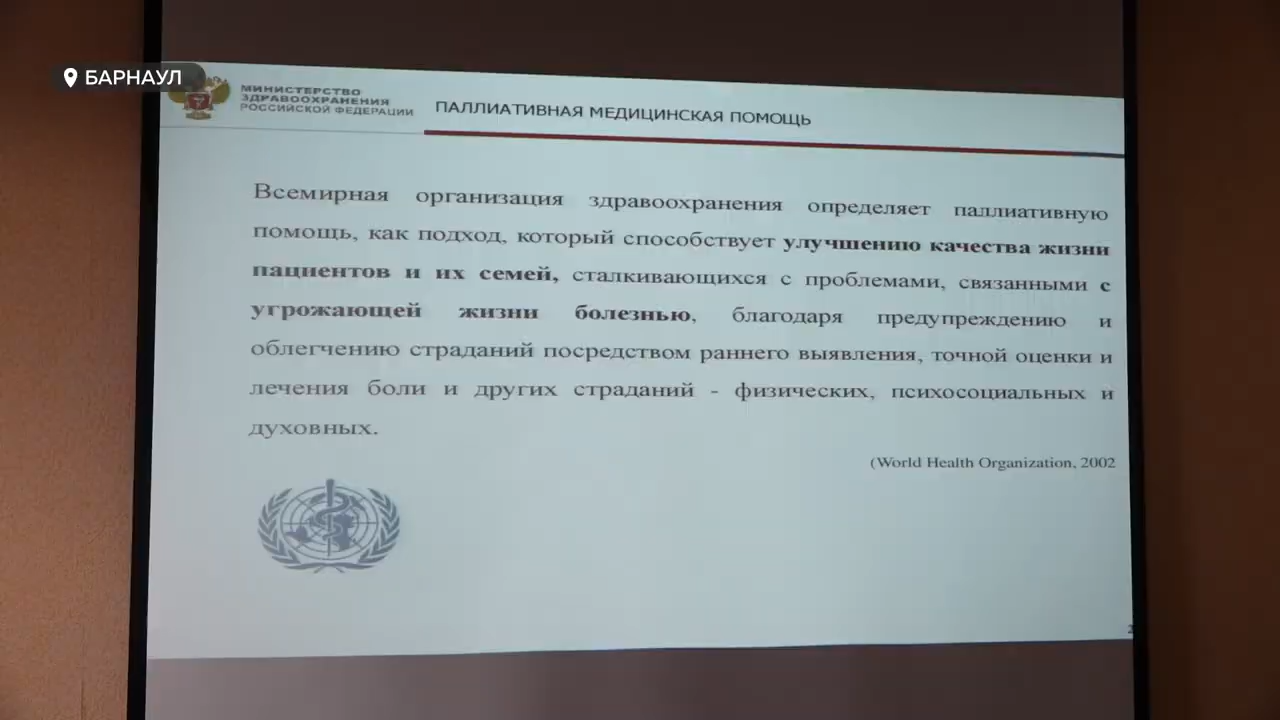 БАРНАУЛ
МИНИСТЕРСТВО
ЗДРАВООХРАНЕНИЯ
РОССИЙСКОЙ ФЕДЕРАЦИИ
ПАЛЛИАТИВНАЯ МЕДИЦИНСКАЯ ПОМОЩЬ
Всемирная организация здравоохранения определяет паллиативную
помощь, как подход, который способствует улучшению качества жизни
пациентов и их семей, сталкивающихся с проблемами, связанными с
угрожающей жизни болезнью, благодаря предупреждению и
облегчению страданий посредством раннего выявления, точной оценки и
лечения боли и других страданий - физических, психосоциальных и
духовных.
(World Health Organization, 2002
2